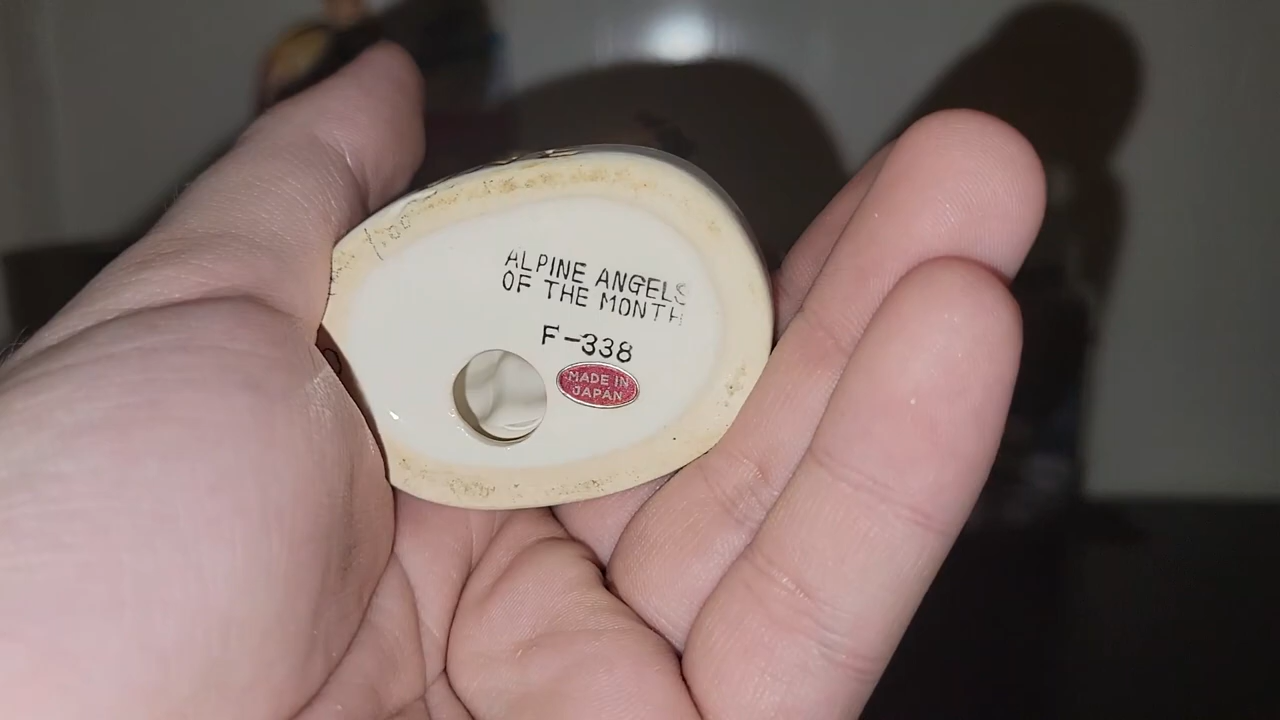 ALPINE ANGELS
OF THE MONTH
F-338
MADE IN
JAPAN